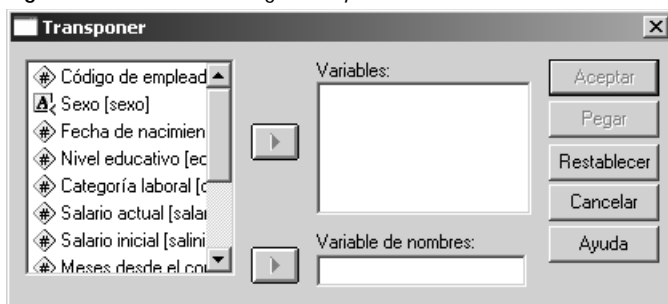 Transponer
Código de emplead
Sexo [sexo]
Fecha de nacimien
Nivel educativo [ec
Categoría laboral [c
Salario actual [salar
Salario inicial [salini
Meses desde el con
Variables:
Variable de nombres:
Aceptar
Pegar
Restablecer
Cancelar
Ayuda